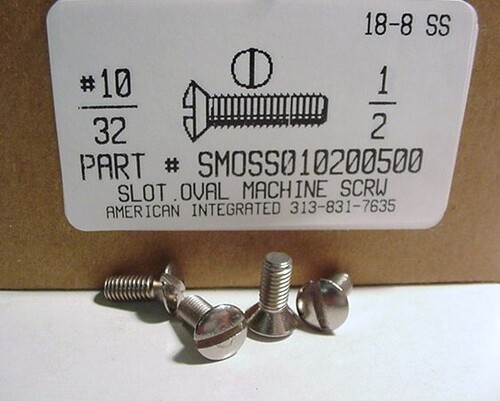 18-8 SS
#10
32
1
2
PART # SMOSS010200500
SLOT.OVAL MACHINE SCRW
AMERICAN INTEGRATED 313-831-7635